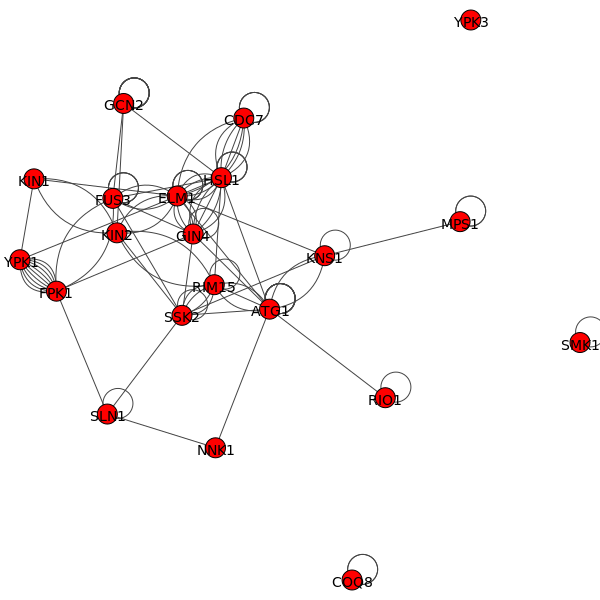 YPK3
GCN2
CDC7
KIN1
HSL1
FUS3
ELM1
MPS1
KIN2
GIN4
YPK1
KNS1
FPK1
RIM15
SSK2
ATG1
SMK1
RIO1
SLN1
NNK1
COQ8